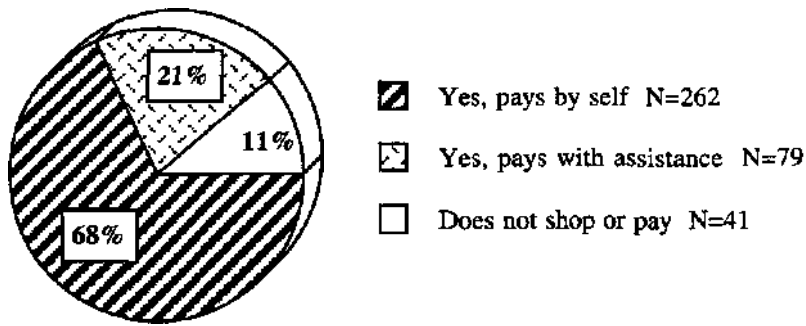 21%
11%
68%
Yes, pays by self N=262
Yes, pays with assistance N=79
Does not shop or pay N=41